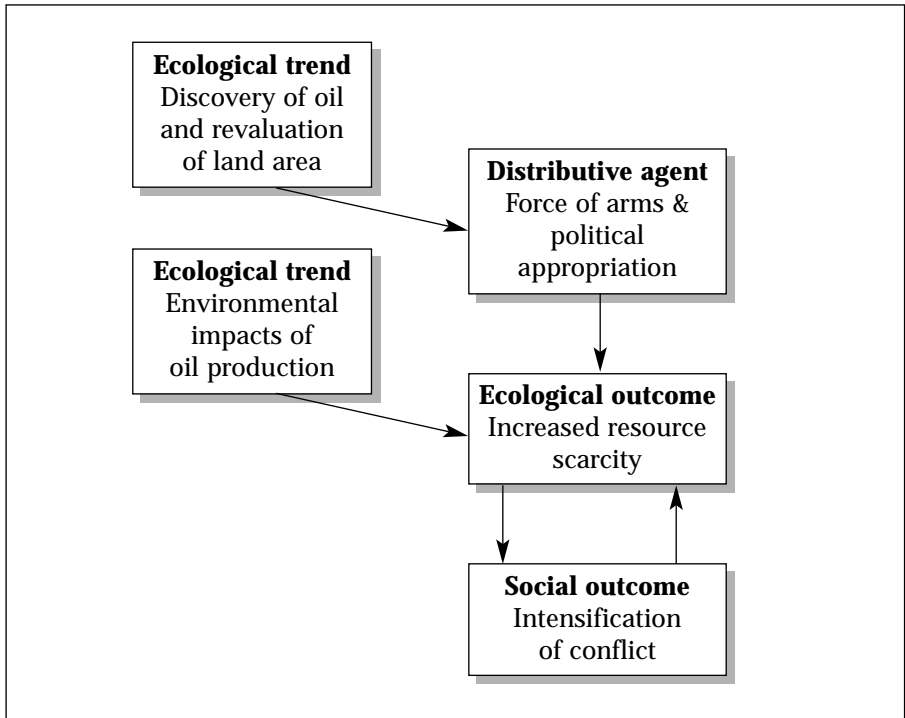 Ecological trend
Discovery of oil
and revaluation
of land area
Distributive agent
Force of arms &
political
appropriation
Ecological trend
Environmental
impacts of
oil production
Ecological outcome
Increased resource
scarcity
Social outcome
Intensification
of conflict